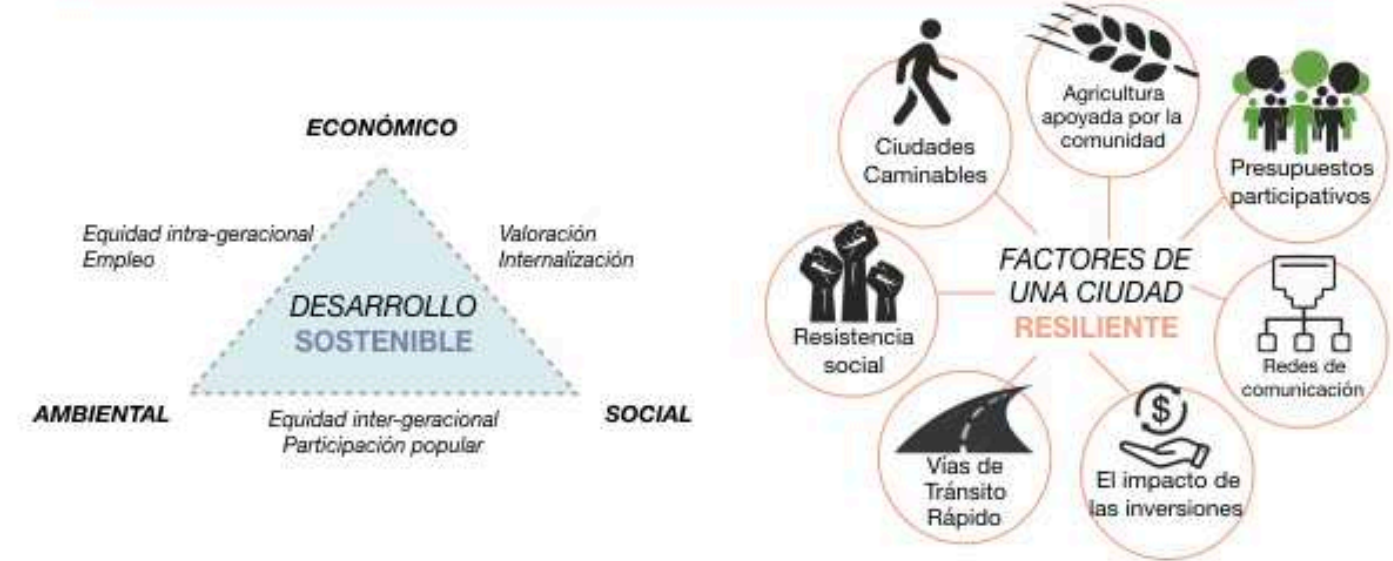 ECONÓMICO
Equidad intra-geracional
Empleo
Valoración
Internalización
DESARROLLO
SOSTENIBLE
AMBIENTAL
SOCIAL
Equidad inter-geracional
Participación popular
Ciudades
Caminables
Agricultura
apoyada por la
comunidad
Presupuestos
participativos
FACTORES DE
UNA CIUDAD
RESILIENTE
Resistencia
social
Redes de
comunicación
Vías de
Tránsito
Rápido
$
El impacto de
las inversiones